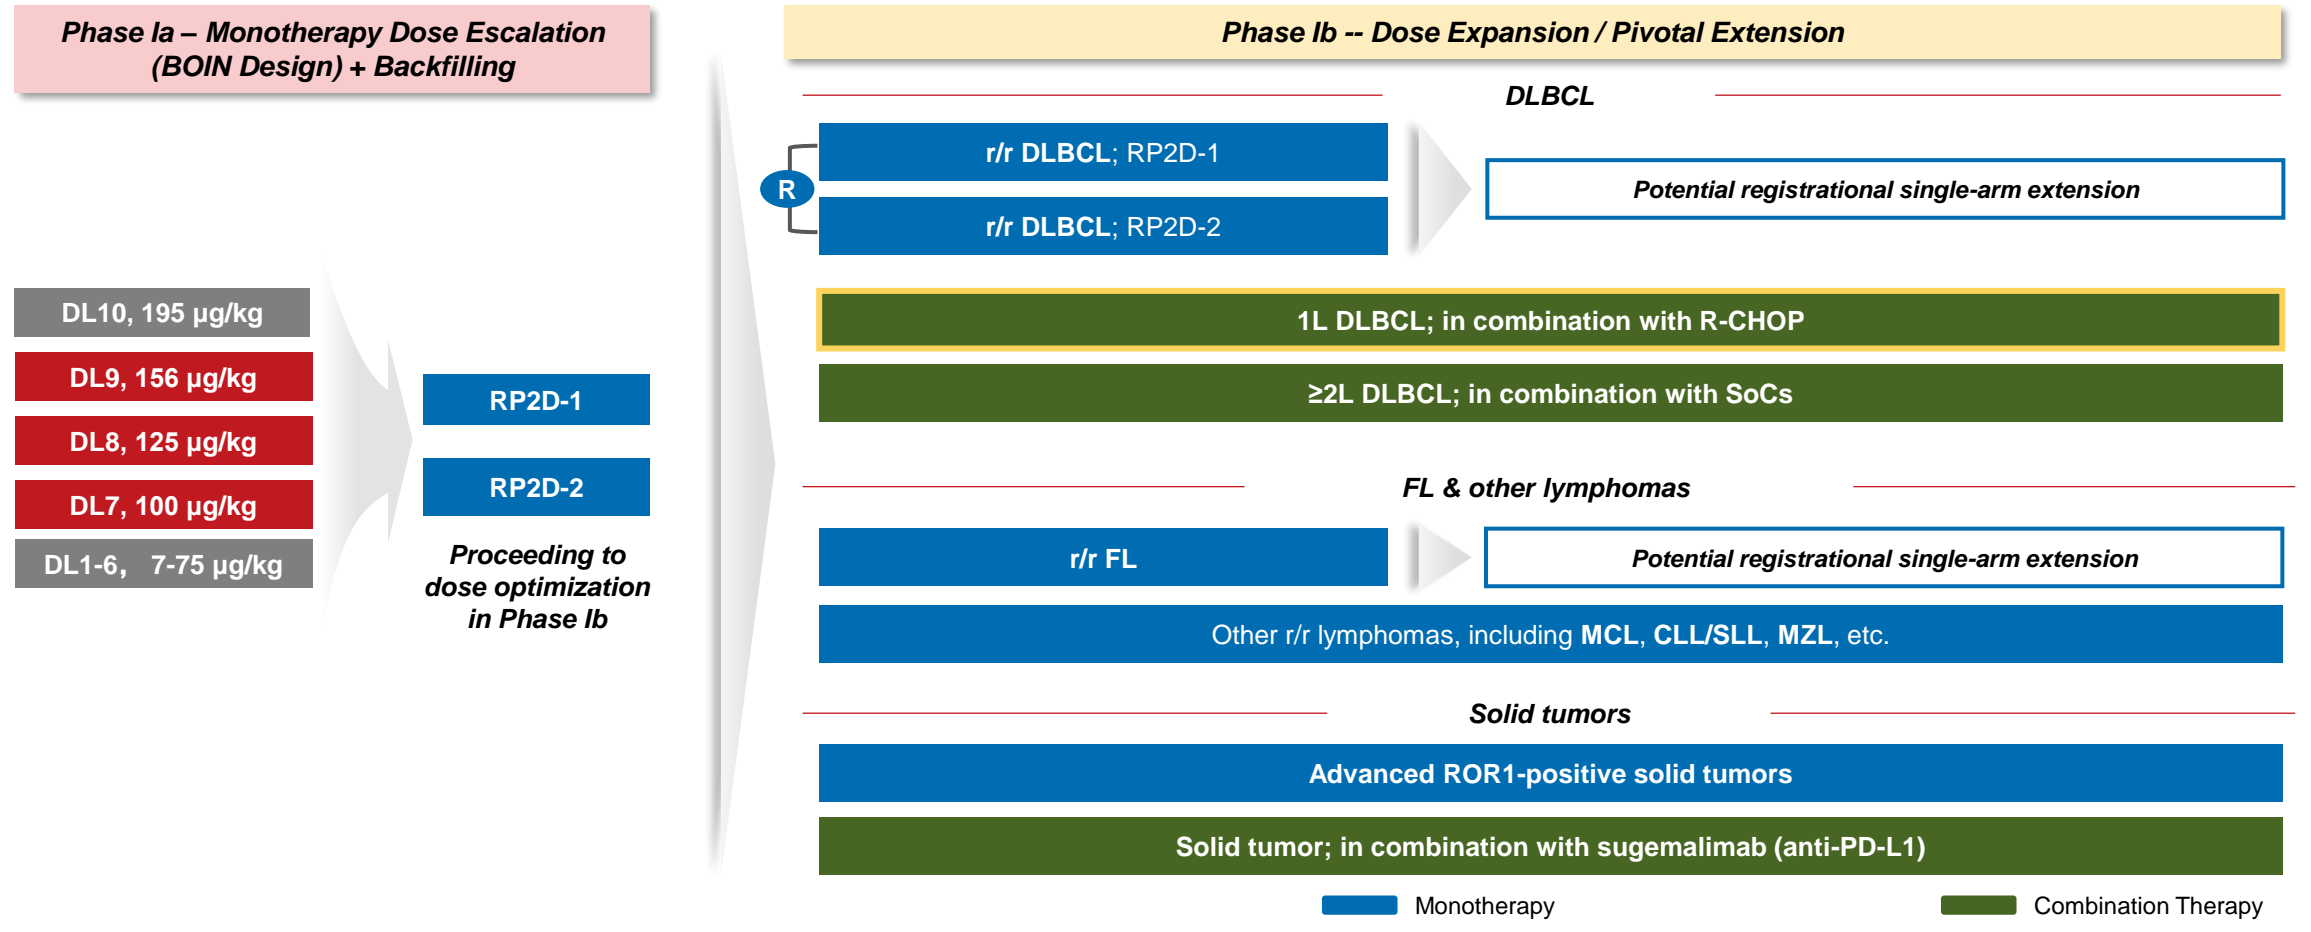 Phase Ia – Monotherapy Dose Escalation
(BOIN Design) + Backfilling
DL10, 195 µg/kg
DL9, 156 µg/kg
DL8, 125 µg/kg
DL7, 100 µg/kg
DL1-6, 7-75 µg/kg
RP2D-1
RP2D-2
Proceeding to
dose optimization
in Phase Ib
Phase Ib -- Dose Expansion / Pivotal Extension
DLBCL
R
r/r DLBCL; RP2D-1
r/r DLBCL; RP2D-2
Potential registrational single-arm extension
1L DLBCL; in combination with R-CHOP
≥2L DLBCL; in combination with SoCs
FL & other lymphomas
r/r FL
Potential registrational single-arm extension
Other r/r lymphomas, including MCL, CLL/SLL, MZL, etc.
Solid tumors
Advanced ROR1-positive solid tumors
Solid tumor; in combination with sugemalimab (anti-PD-L1)
Monotherapy
Combination Therapy